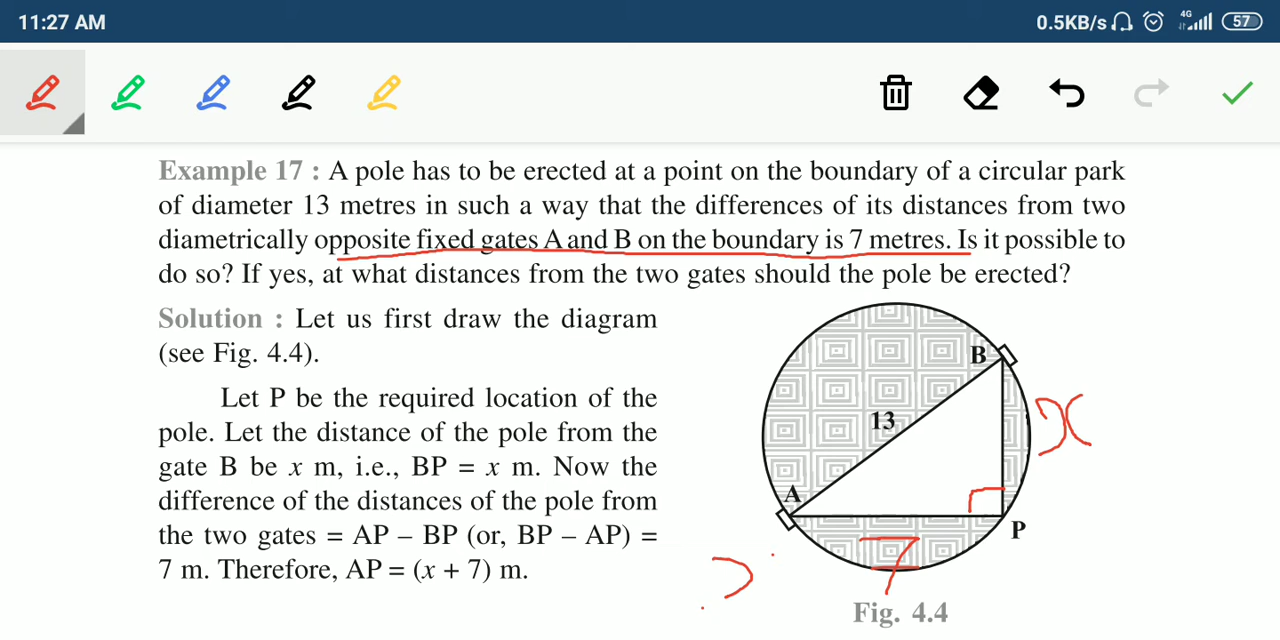 11:27 AM
0.5KB/s 4G 57
Example 17 : A pole has to be erected at a point on the boundary of a circular park
of diameter 13 metres in such a way that the differences of its distances from two
diametrically opposite fixed gates A and B on the boundary is 7 metres. Is it possible to
do so? If yes, at what distances from the two gates should the pole be erected?
Solution : Let us first draw the diagram
(see Fig. 4.4).
Let P be the required location of the
pole. Let the distance of the pole from the
gate B be x m, i.e., BP = x m. Now the
difference of the distances of the pole from
the two gates = AP – BP (or, BP – AP) =
7 m. Therefore, AP = (x + 7) m.
B
13
x
A
P
7
Fig. 4.4